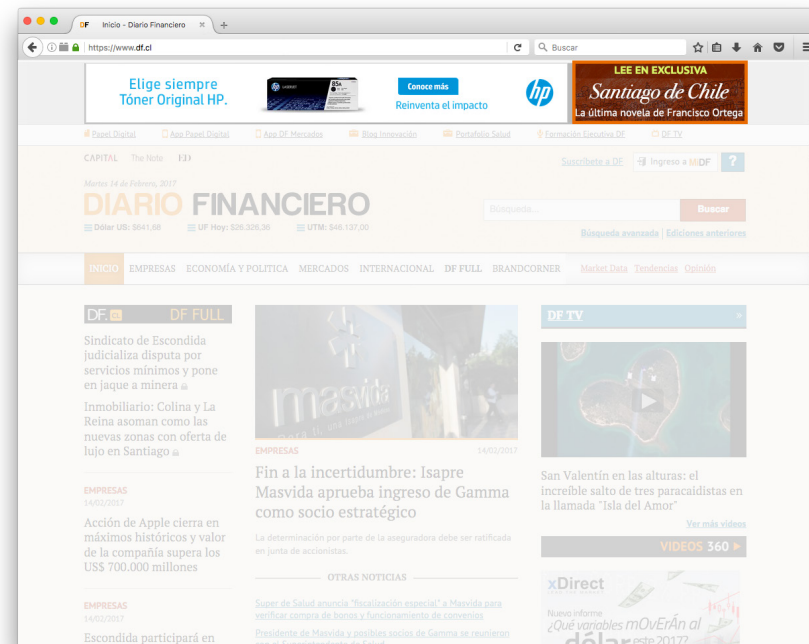 DF Inicio - Diario Financiero
https://www.df.cl
Buscar
Elige siempre
Tóner Original HP.
85A
Conoce más
Reinventa el impacto
hp
LEE EN EXCLUSIVA
Santiago de Chile
La última novela de Francisco Ortega
Papel Digital
App Papel Digital
App DF Mercados
Blog Innovación
Portafolio Salud
Formación Ejecutiva DF
DF TV
CAPITAL The Note ED
Suscríbete a DF
Ingreso a MiDF
?
Martes 14 de Febrero, 2017
DIARIO FINANCIERO
Búsqueda...
Buscar
Dólar US: $641,68
UF Hoy: $26.326,36
UTM: $46.137,00
Búsqueda avanzada | Ediciones anteriores
INICIO EMPRESAS ECONOMÍA Y POLITICA MERCADOS INTERNACIONAL DF FULL BRANDCORNER Market Data Tendencias Opinión
DF.CL DF FULL
Sindicato de Escondida
judicializa disputa por
servicios mínimos y pone
en jaque a minera
Inmobiliario: Colina y La
Reina asoman como las
nuevas zonas con oferta de
lujo en Santiago
EMPRESAS
14/02/2017
Acción de Apple cierra en
máximos históricos y valor
de la compañía supera los
US$ 700.000 millones
EMPRESAS
14/02/2017
Escondida participará en
masvida
EMPRESAS
14/02/2017
Fin a la incertidumbre: Isapre
Masvida aprueba ingreso de Gamma
como socio estratégico
La determinación por parte de la aseguradora debe ser ratificada
en junta de accionistas.
OTRAS NOTICIAS
Super de Salud anuncia "fiscalización especial" a Masvida para
verificar compra de bonos y funcionamiento de convenios
Presidente de Masvida y posibles socios de Gamma se reunieron
con el Superintendente de Salud
DF TV
San Valentín en las alturas: el
increíble salto de tres paracaidistas en
la llamada "Isla del Amor"
Ver más videos
VIDEOS 360
xDirect
Nuevo informe
¿Qué variables mOvErÁn al
dólar este 2017?